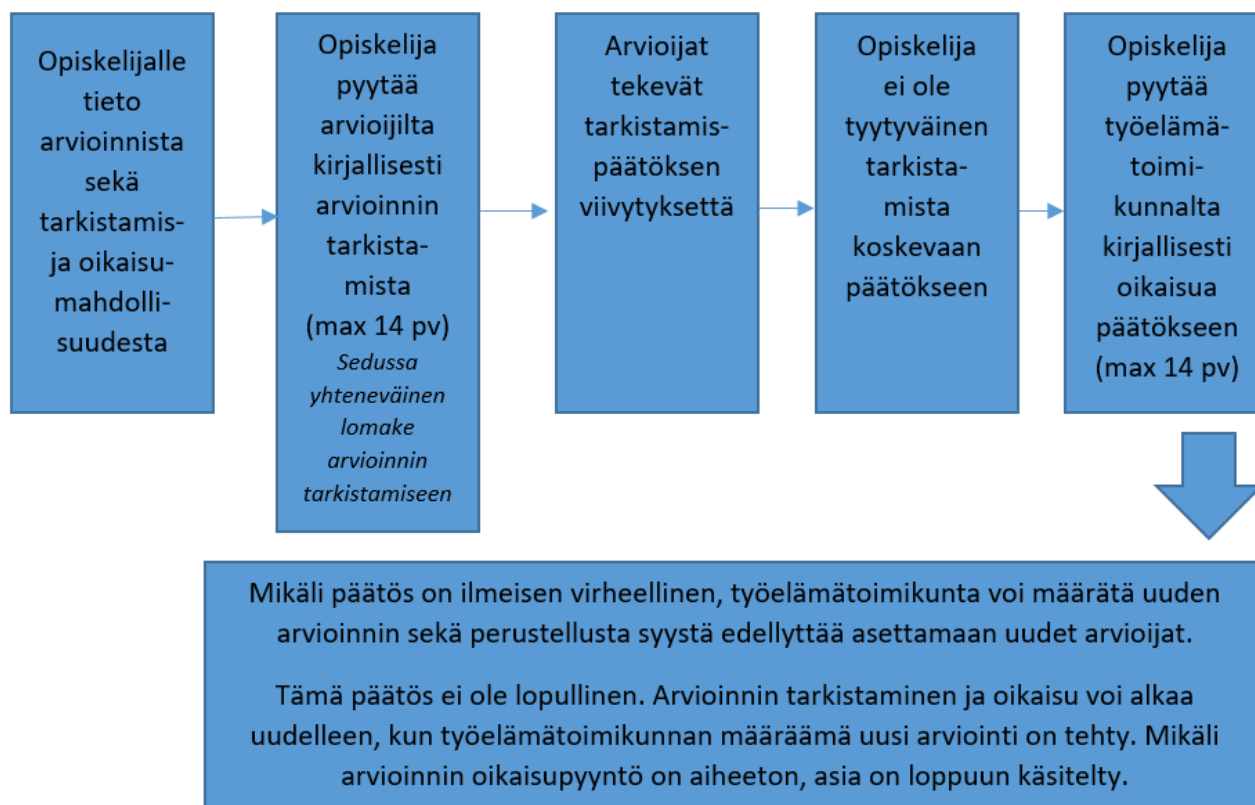 Opiskelijalle
tieto
arvioinnista
sekä
tarkistamis-
ja oikaisu-
mahdolli-
suudesta
Opiskelija
pyytää
arvioijilta
kirjallisesti
arvioinnin
tarkista-
mista
(max 14 pv)
Sedussa
yhteneväinen
lomake
arvioinnin
tarkistamiseen
Arvioijat
tekevät
tarkistamis-
päätöksen
viivytyksettä
Opiskelija
ei ole
tyytyväinen
tarkista-
mista
koskevaan
päätökseen
Opiskelija
pyytää
työelämä-
toimi-
kunnalta
kirjallisesti
oikaisua
päätökseen
(max 14 pv)
Mikäli päätös on ilmeisen virheellinen, työelämätoimikunta voi määrätä uuden
arvioinnin sekä perustellusta syystä edellyttää asettamaan uudet arvioijat.
Tämä päätös ei ole lopullinen. Arvioinnin tarkistaminen ja oikaisu voi alkaa
uudelleen, kun työelämätoimikunnan määräämä uusi arviointi on tehty. Mikäli
arvioinnin oikaisupyyntö on aiheeton, asia on loppuun käsitelty.